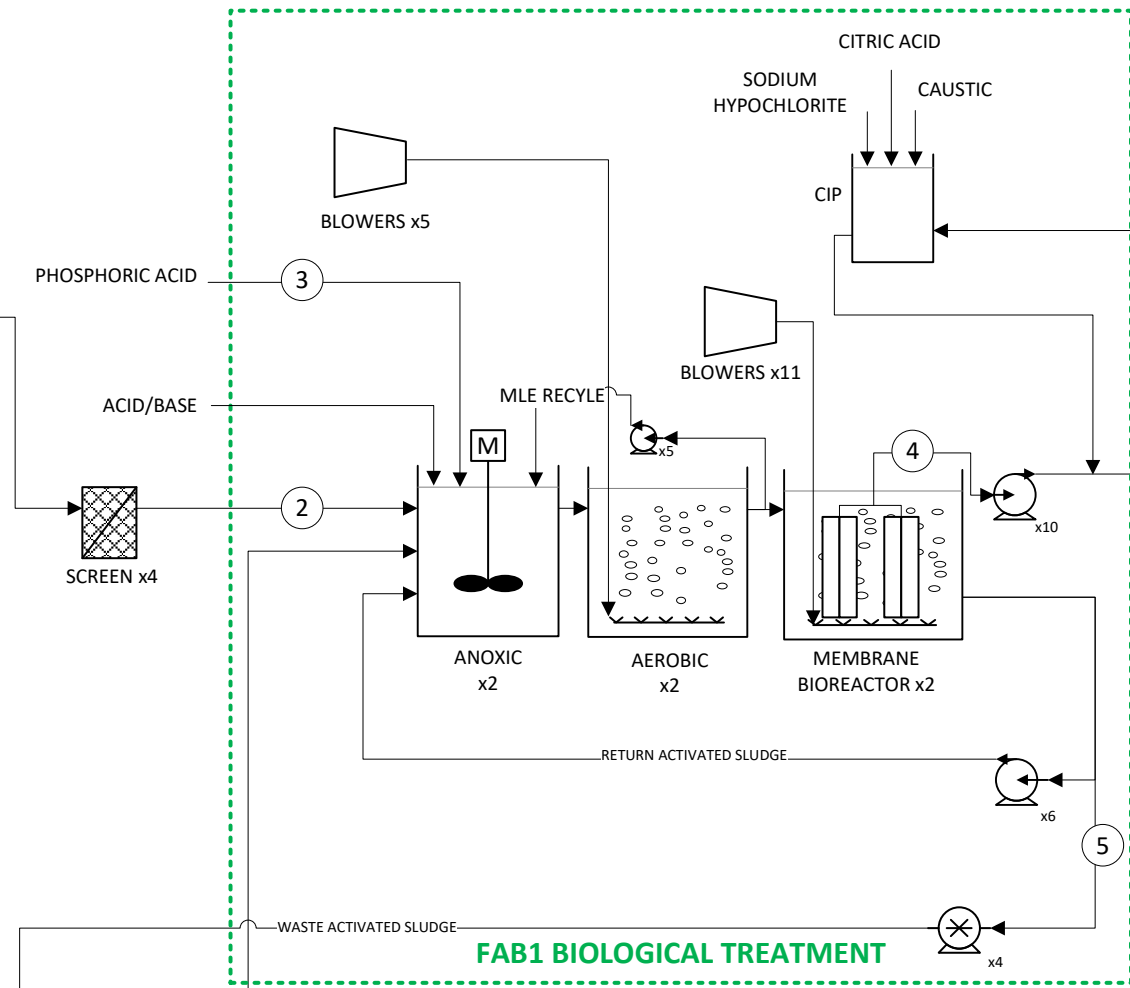 CITRIC ACID
SODIUM
HYPOCHLORITE
CAUSTIC
CIP
BLOWERS x5
PHOSPHORIC ACID
3
BLOWERS x11
ACID/BASE
MLE RECYLE
M
x5
4
2
x10
SCREEN x4
ANOXIC
x2
AEROBIC
x2
MEMBRANE
BIOREACTOR x2
RETURN ACTIVATED SLUDGE
x6
5
WASTE ACTIVATED SLUDGE
x4
FAB1 BIOLOGICAL TREATMENT